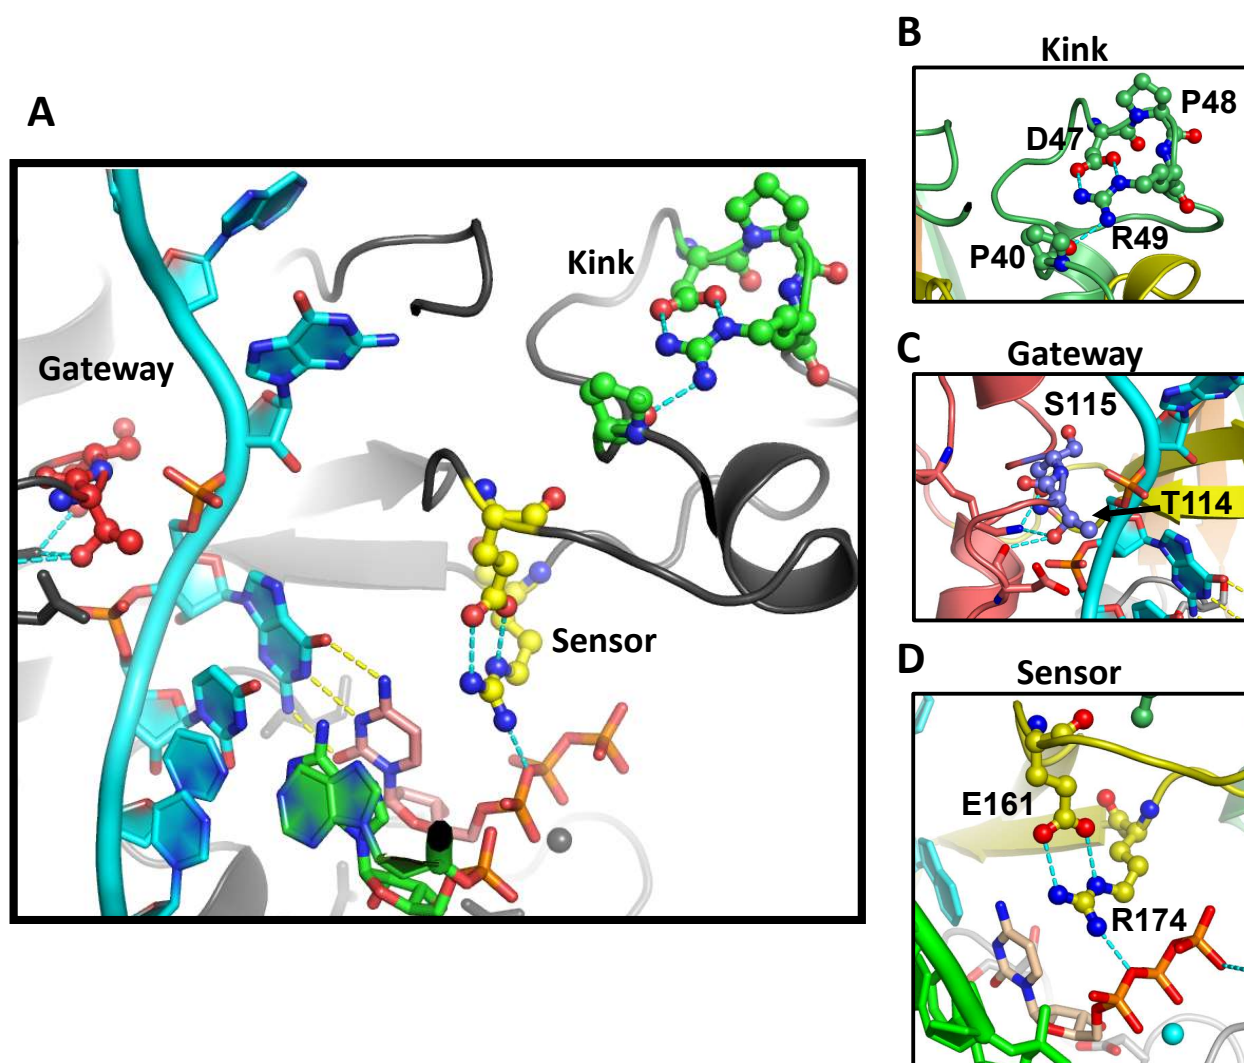 A
Gateway
Kink
Sensor
B
Kink
P48
D47
R49
P40
C
Gateway
S115
T114
D
Sensor
E161
R174